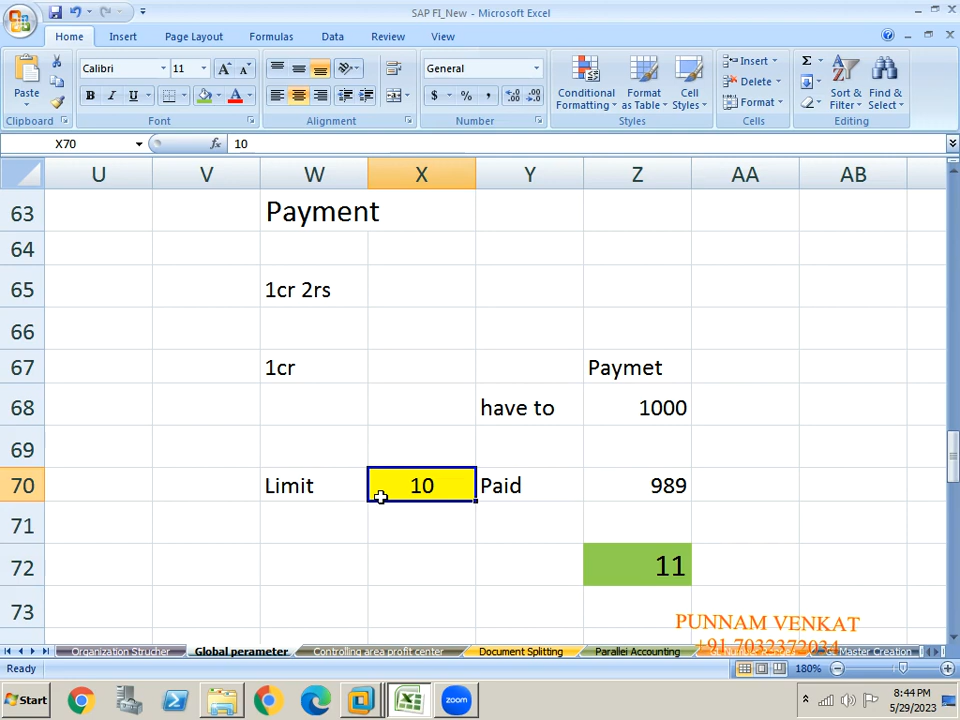 SAP FI_New - Microsoft Excel
Home Insert Page Layout Formulas Data Review View
Paste
Clipboard
Calibri 11
B I U
Font
Alignment
General
$ % ,
Number
Conditional Formatting
Format as Table
Cell Styles
Styles
Insert
Delete
Format
Cells
Σ
Sort & Filter
Find & Select
Editing
X70 fx 10
U V W X Y Z AA AB
63 Payment
64
65 1cr 2rs
66
67 1cr Paymet
68 have to 1000
69
70 Limit 10 Paid 989
71
72 11
73
PUNNAM VENKAT
+91 7032372034
Organization Strucher Global perameter Controlling area profit center Document Splitting Parallel Accounting Master Creation
Ready 180%
Start zoom 8:44 PM
5/29/2023